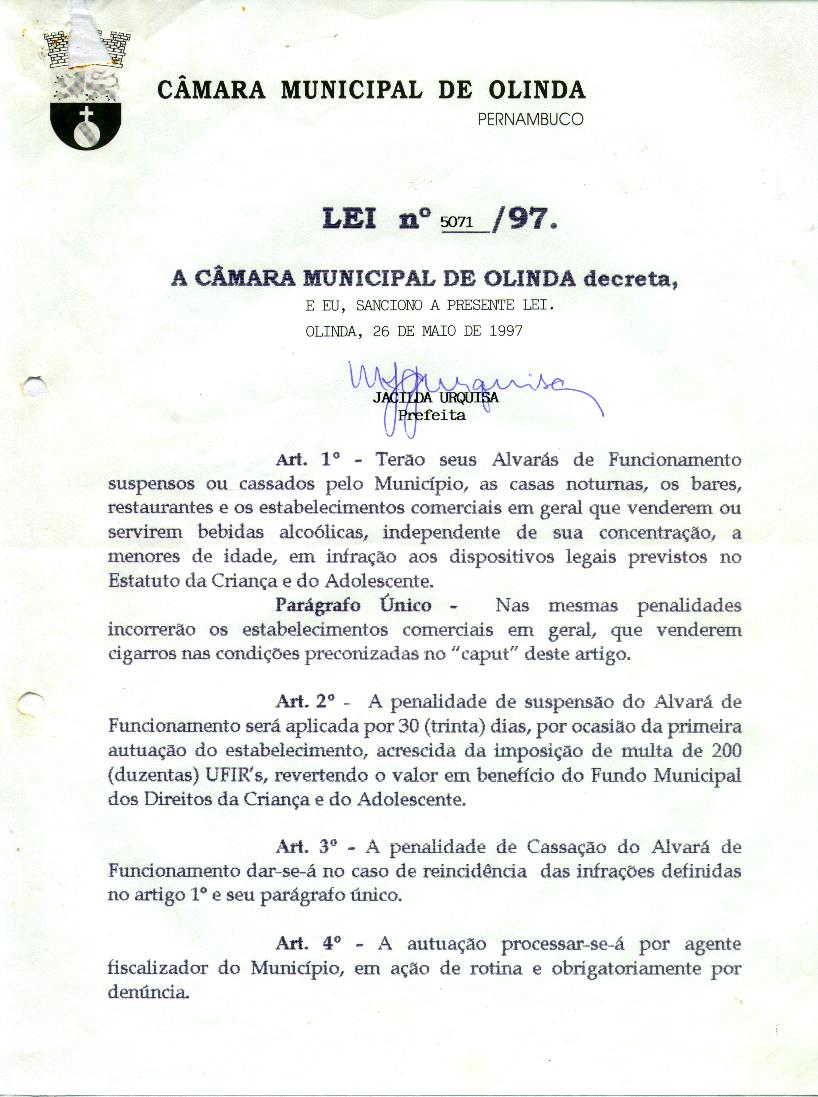 CÂMARA MUNICIPAL DE OLINDA
PERNAMBUCO
LEI nº 5071 /97.
A CÂMARA MUNICIPAL DE OLINDA decreta,
E EU, SANCIONO A PRESENTE LEI.
OLINDA, 26 DE MAIO DE 1997
JACILDA URQUISA
Prefeita
Art. 1º - Terão seus Alvarás de Funcionamento
suspensos ou cassados pelo Município, as casas noturnas, os bares,
restaurantes e os estabelecimentos comerciais em geral que venderem ou
servirem bebidas alcoólicas, independente de sua concentração, a
menores de idade, em infração aos dispositivos legais previstos no
Estatuto da Criança e do Adolescente.
Parágrafo Único - Nas mesmas penalidades
incorrerão os estabelecimentos comerciais em geral, que venderem
cigarros nas condições preconizadas no "caput" deste artigo.
Art. 2º - A penalidade de suspensão do Alvará de
Funcionamento será aplicada por 30 (trinta) dias, por ocasião da primeira
autuação do estabelecimento, acrescida da imposição de multa de 200
(duzentas) UFIR's, revertendo o valor em benefício do Fundo Municipal
dos Direitos da Criança e do Adolescente.
Art. 3º - A penalidade de Cassação do Alvará de
Funcionamento dar-se-á no caso de reincidência das infrações definidas
no artigo 1º e seu parágrafo único.
Art. 4º - A autuação processar-se-á por agente
fiscalizador do Município, em ação de rotina e obrigatoriamente por
denúncia.